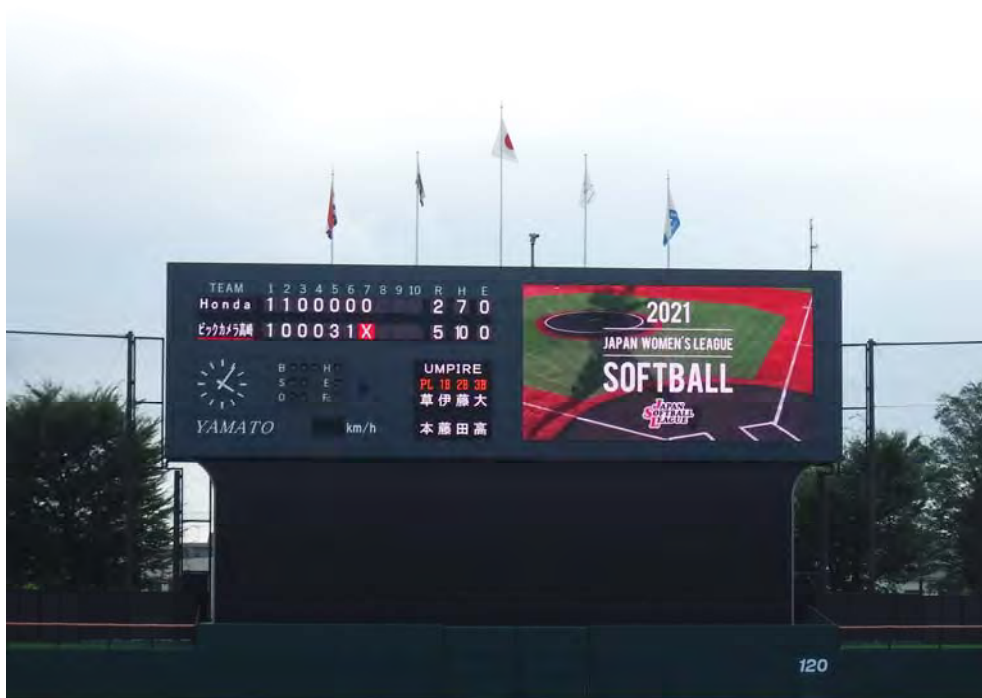 TEAM 1 2 3 4 5 6 7 8 9 10 R H E
Honda 1 1 0 0 0 0 0 2 7 0
ビックカメラ高崎 1 0 0 0 3 1 X 5 10 0
B H
S E
O F
UMPIRE
PL 1B 2B 3B
草 伊 藤 大
本 藤 田 高
YAMATO
km/h
2021
JAPAN WOMEN'S LEAGUE
SOFTBALL
JAPAN
SOFTBALL
LEAGUE
120